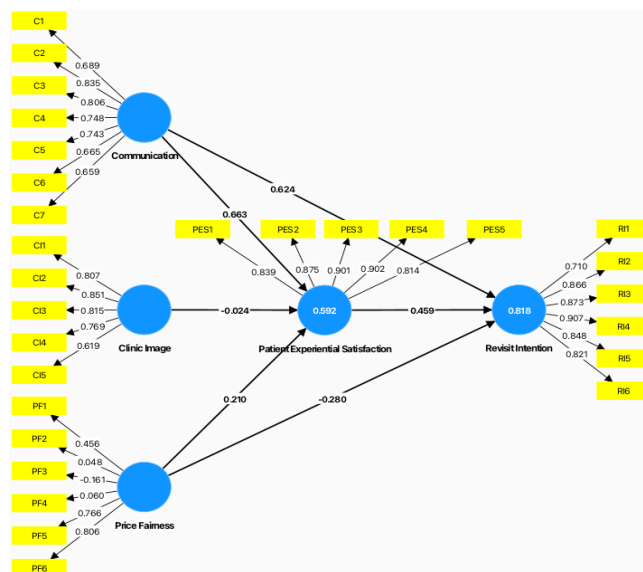 C1
C2
C3
C4
C5
C6
C7
0.689
0.835
0.806
0.748
0.743
0.665
0.659
Communication
0.624
0.663
PES1
PES2
PES3
PES4
PES5
0.839
0.875
0.901
0.902
0.814
RI1
RI2
RI3
RI4
RI5
RI6
0.710
0.866
0.873
0.907
0.848
0.821
CI1
CI2
CI3
CI4
CI5
0.807
0.851
0.815
0.769
0.619
Clinic Image
-0.024
0.592
Patient Experiential Satisfaction
0.459
0.818
Revisit Intention
0.210
-0.280
PF1
PF2
PF3
PF4
PF5
PF6
0.456
0.048
-0.161
0.060
0.766
0.806
Price Fairness